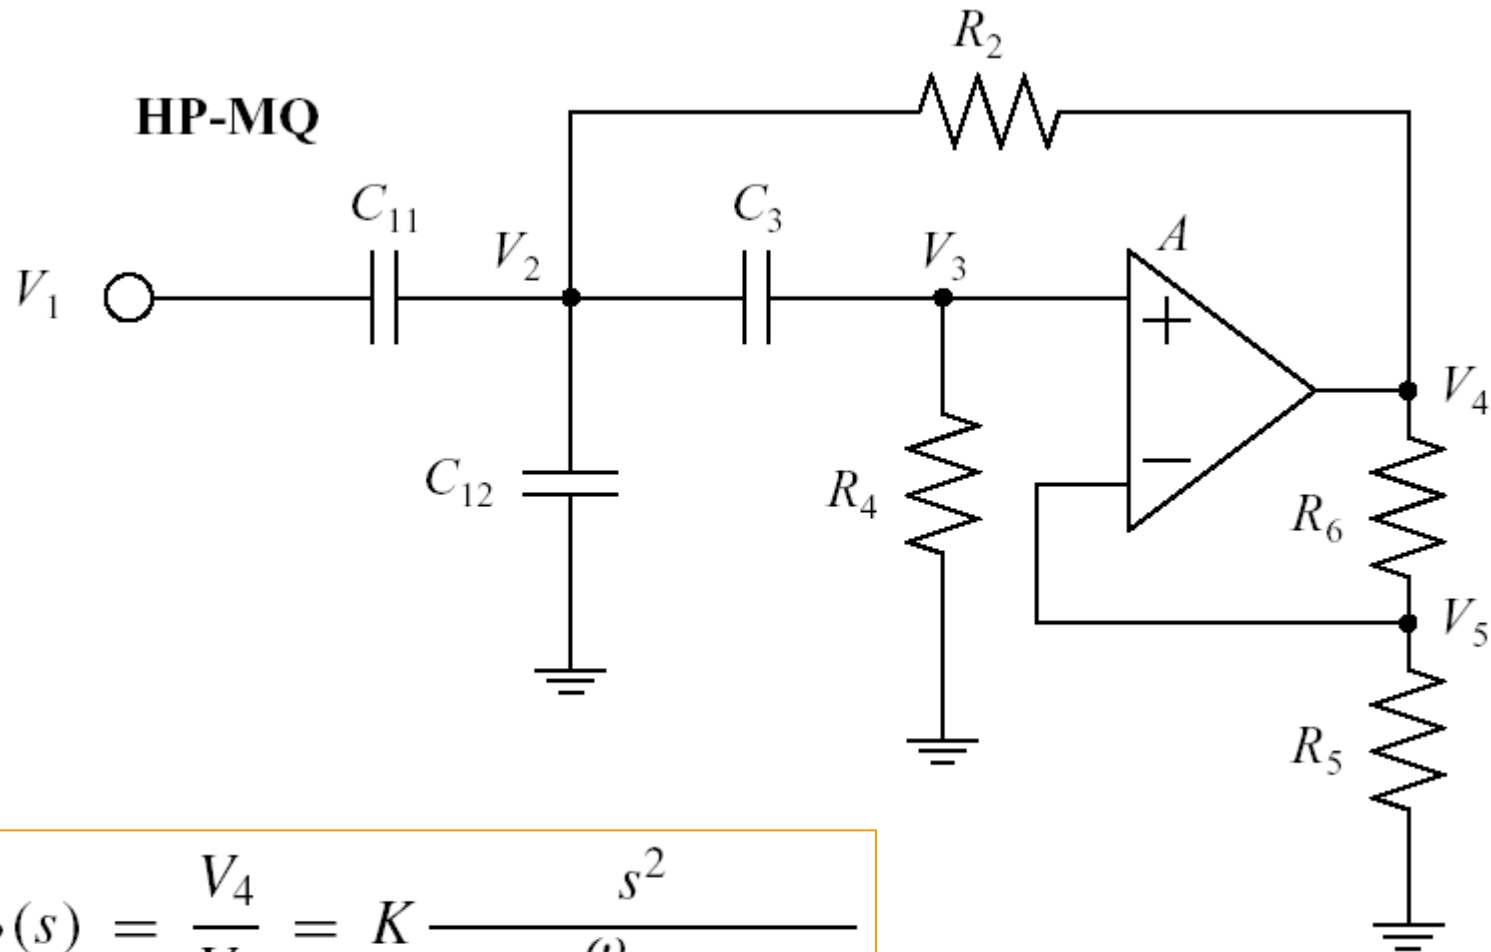 R₂
HP-MQ
C₁₁
V₂
C₃
V₃
A
V₁
+
V₄
C₁₂
R₄
−
R₆
V₅
R₅
(s) = V₄ = K s²